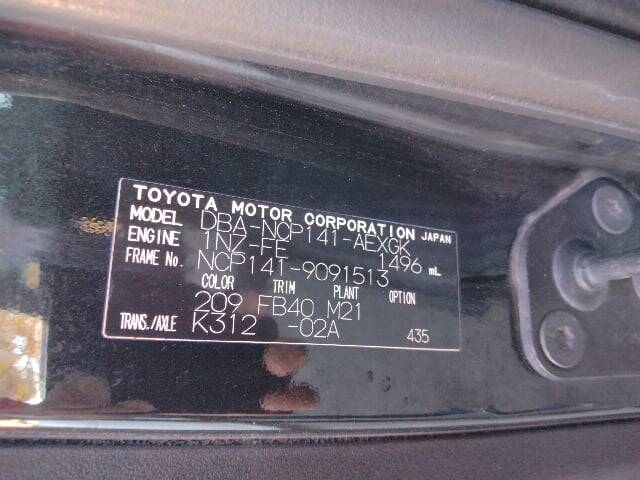 TOYOTA MOTOR CORPORATION JAPAN
MODEL DBA-NCP141-AEXGK
ENGINE 1NZ-FE 1496 mL
FRAME No. NCP141-9091513
COLOR TRIM PLANT OPTION
209 FB40 M21
TRANS./AXLE K312 -02A 435